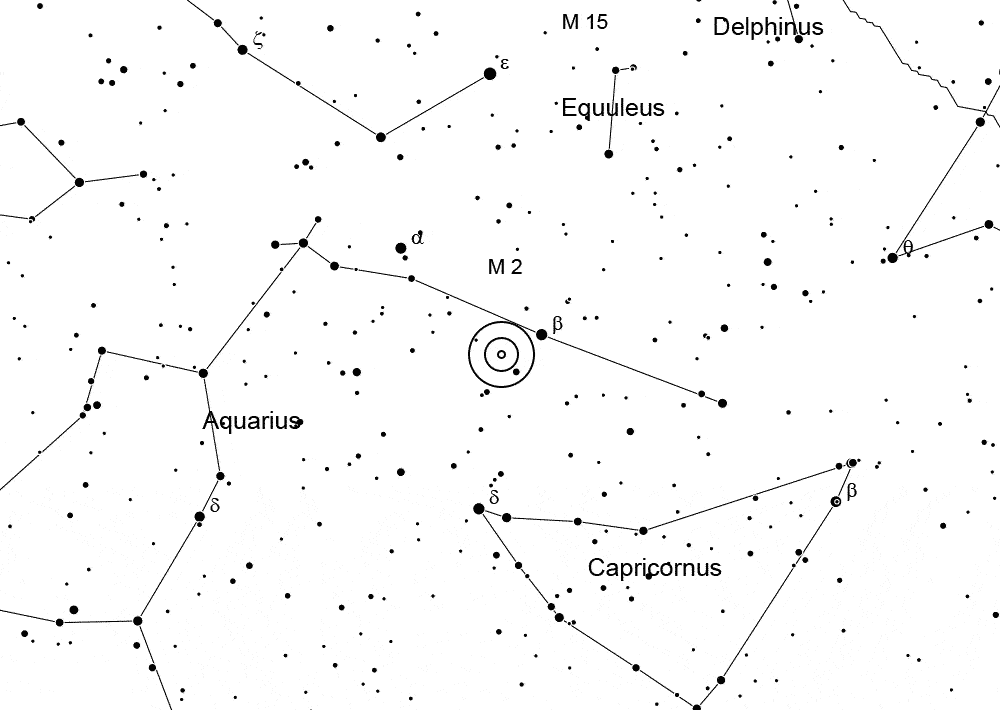 M 15
Delphinus
ζ
ε
Equuleus
α
θ
M 2
β
Aquarius
δ
β
δ
Capricornus